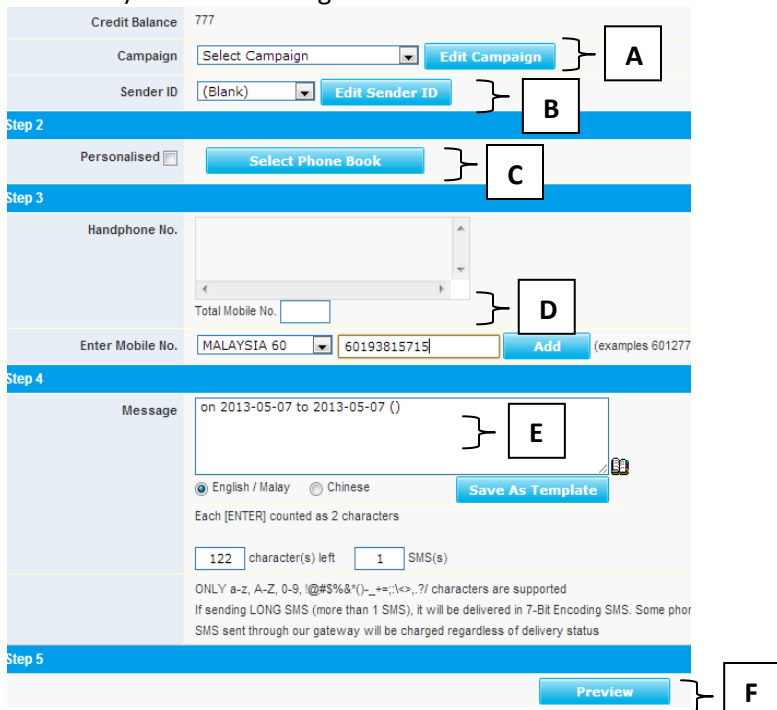 Credit Balance 777
Campaign Select Campaign Edit Campaign A
Sender ID (Blank) Edit Sender ID B
Step 2
Personalised Select Phone Book C
Step 3
Handphone No.
Total Mobile No. D
Enter Mobile No. MALAYSIA 60 60193815715 Add (examples 601277
Step 4
Message on 2013-05-07 to 2013-05-07 () E
English / Malay Chinese Save As Template
Each [ENTER] counted as 2 characters
122 character(s) left 1 SMS(s)
ONLY a-z, A-Z, 0-9, !@#$%&*()-_+=;:\<>,.?/ characters are supported
If sending LONG SMS (more than 1 SMS), it will be delivered in 7-Bit Encoding SMS. Some phon
SMS sent through our gateway will be charged regardless of delivery status
Step 5
Preview F